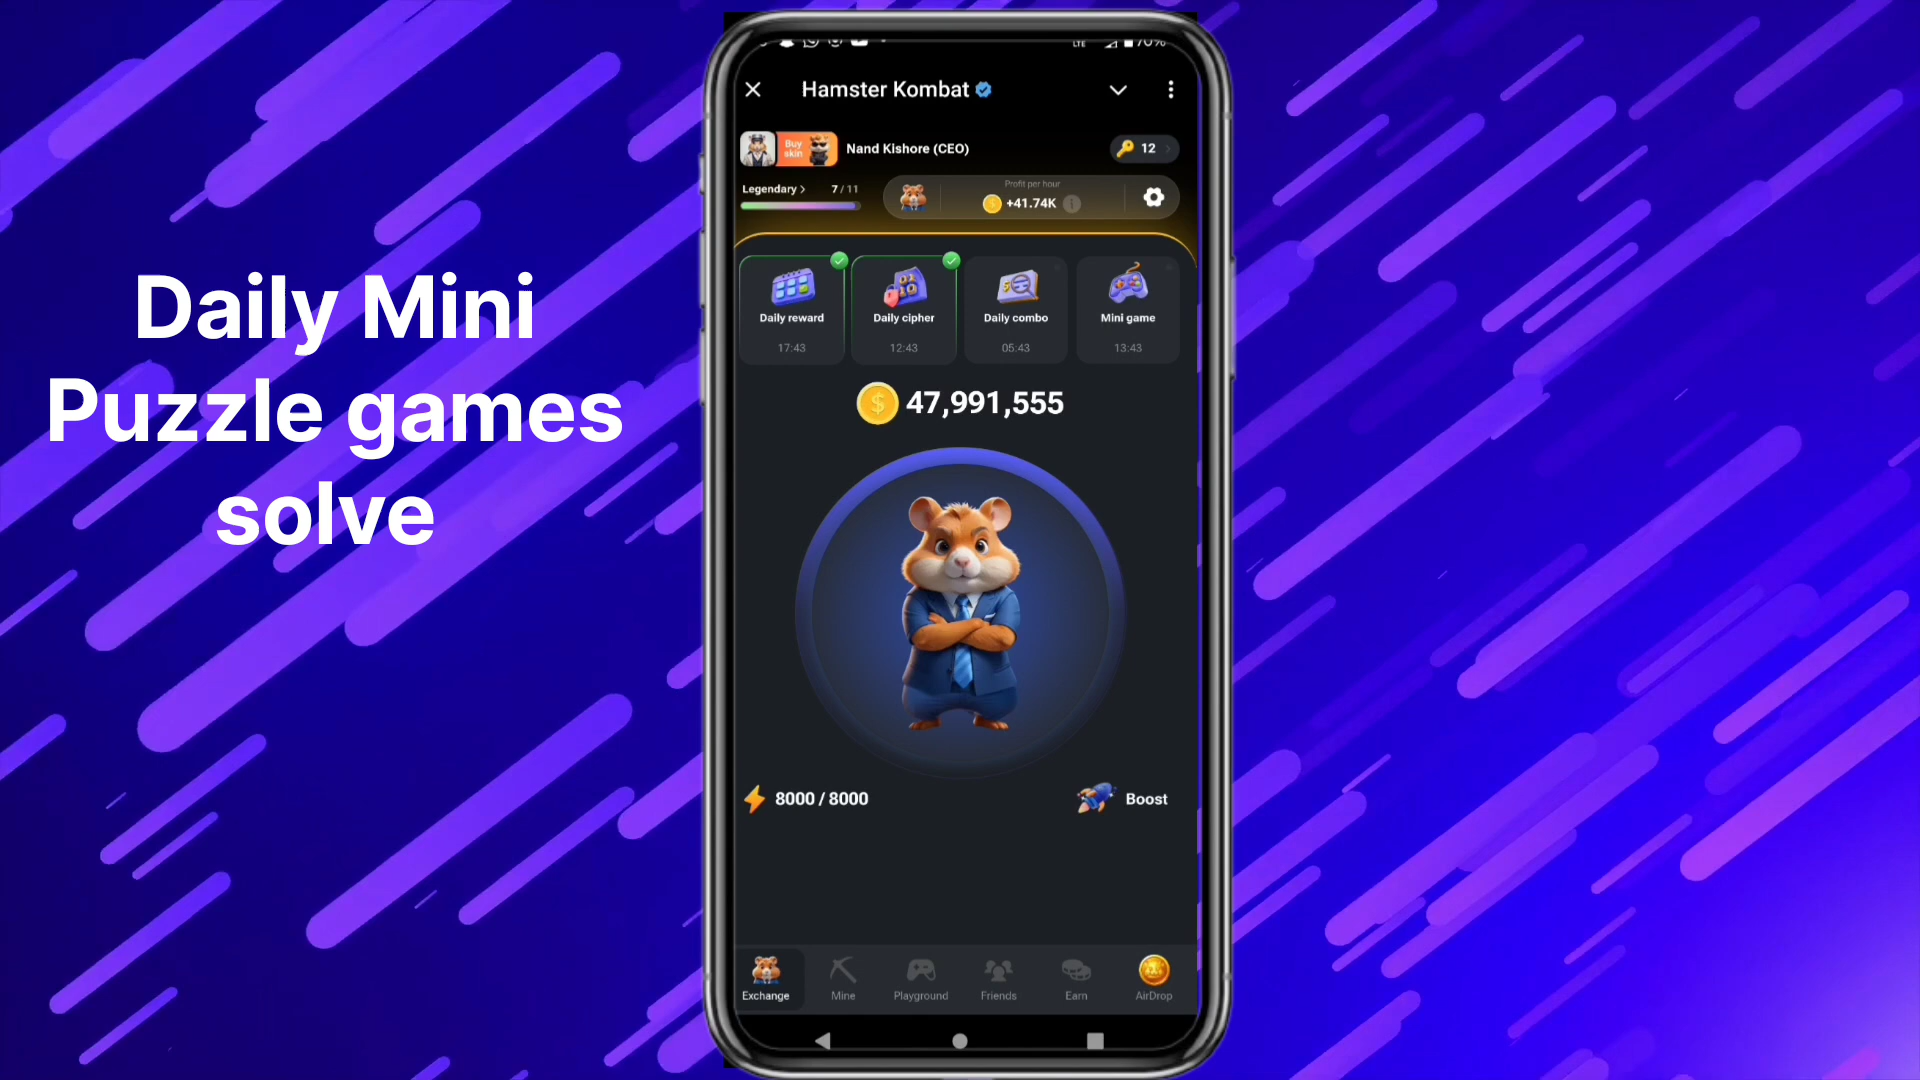 Daily Mini
Puzzle games
solve
LTE 70%
Hamster Kombat
Buy
skin
Nand Kishore (CEO)
12
Legendary 7 / 11
Profit per hour
+41.74K
Daily reward
17:43
Daily cipher
12:43
Daily combo
05:43
Mini game
13:43
47,991,555
8000 / 8000
Boost
Exchange
Mine
Playground
Friends
Earn
AirDrop